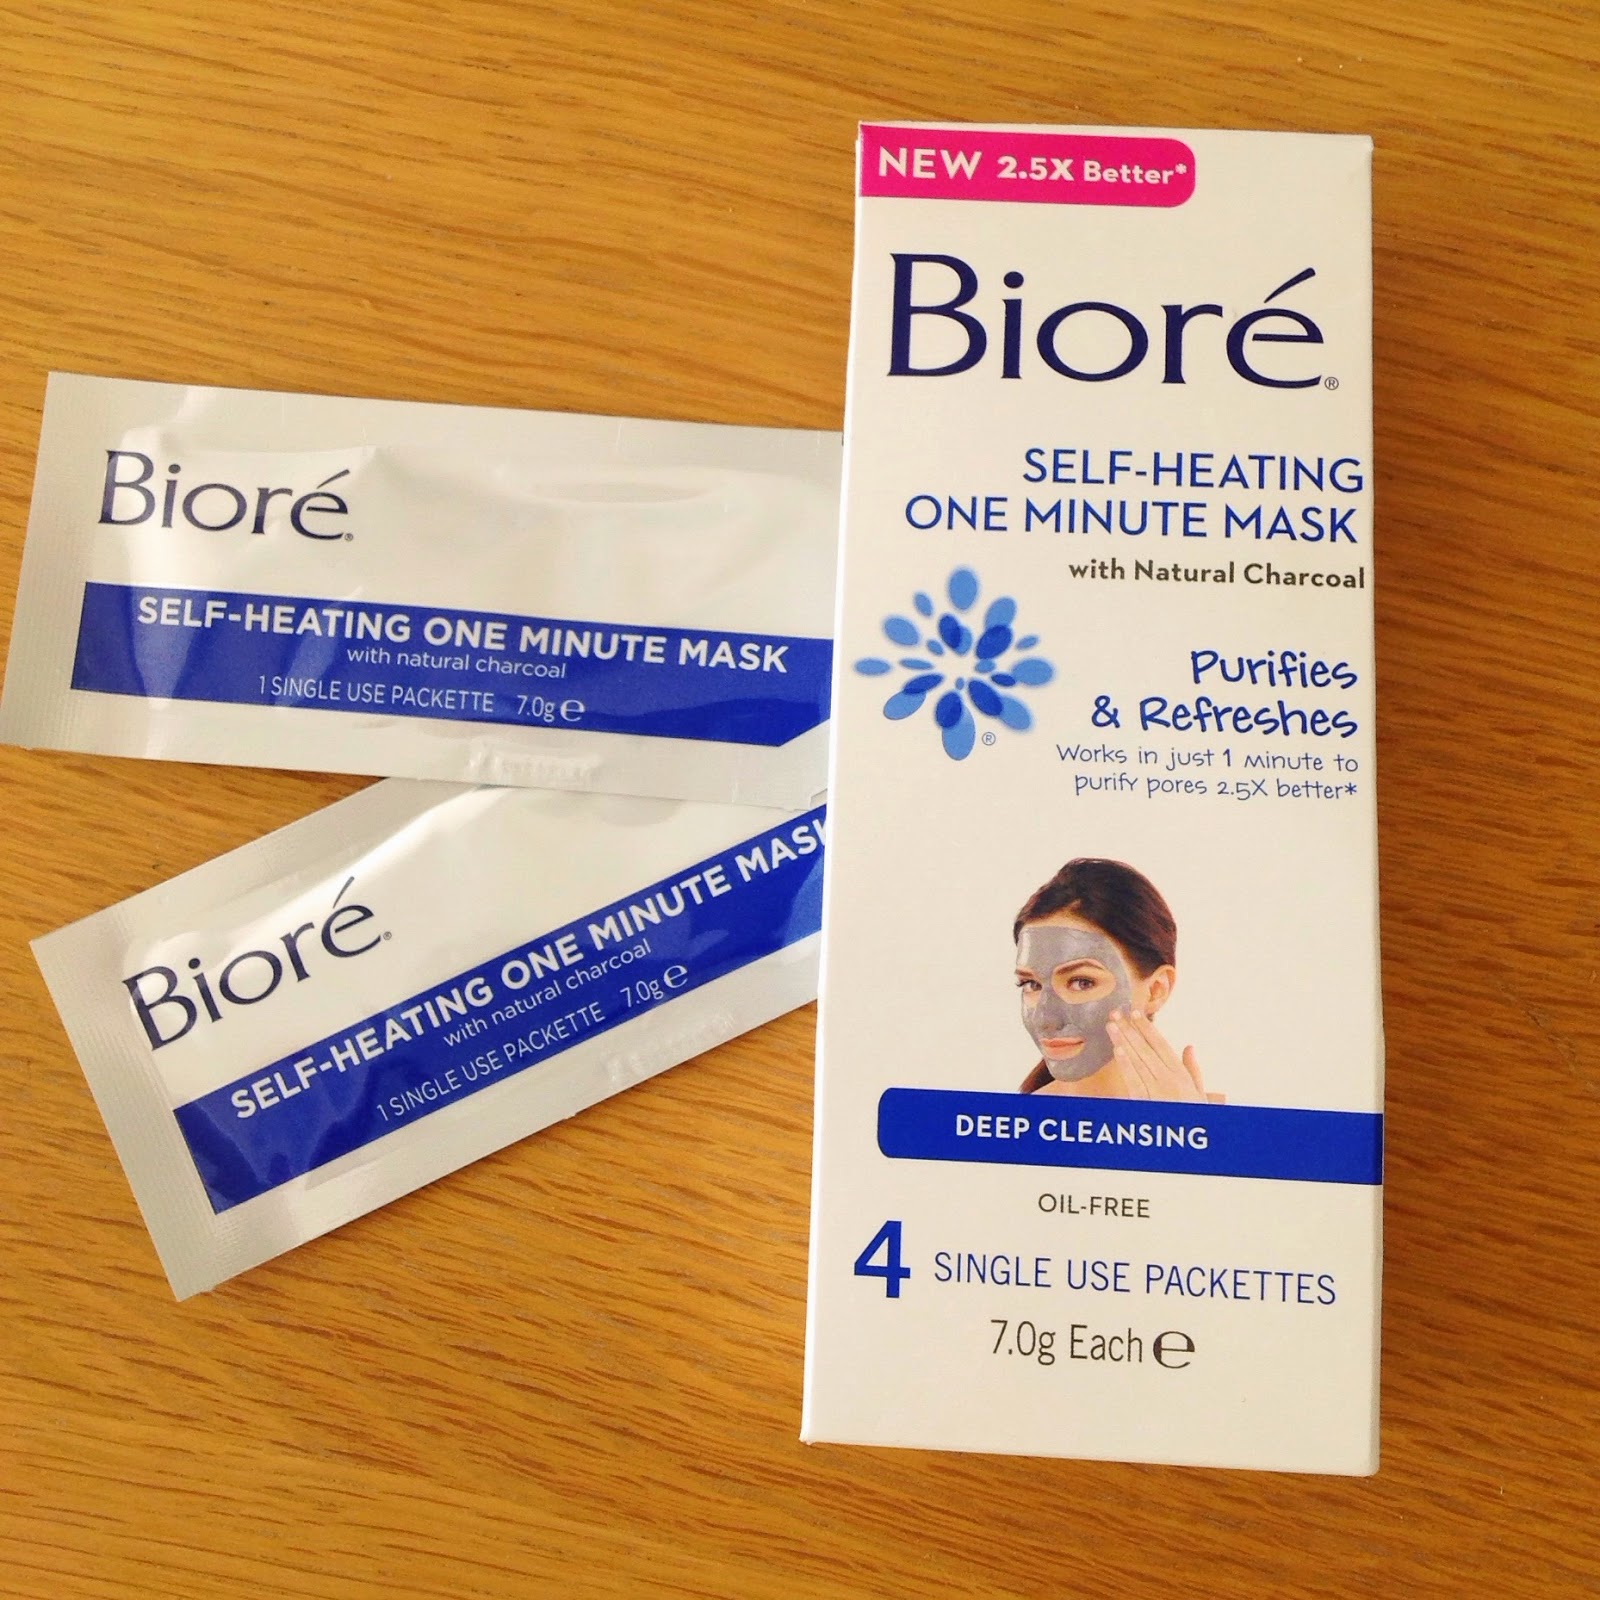 Bioré®
SELF-HEATING ONE MINUTE MASK
with natural charcoal
1 SINGLE USE PACKETTE 7.0g ℮
Bioré®
SELF-HEATING ONE MINUTE MASK
with natural charcoal
1 SINGLE USE PACKETTE 7.0g ℮
NEW 2.5X Better*
Bioré®
SELF-HEATING
ONE MINUTE MASK
with Natural Charcoal
®
Purifies
& Refreshes
Works in just 1 minute to
purify pores 2.5X better*
DEEP CLEANSING
OIL-FREE
4 SINGLE USE PACKETTES
7.0g Each ℮